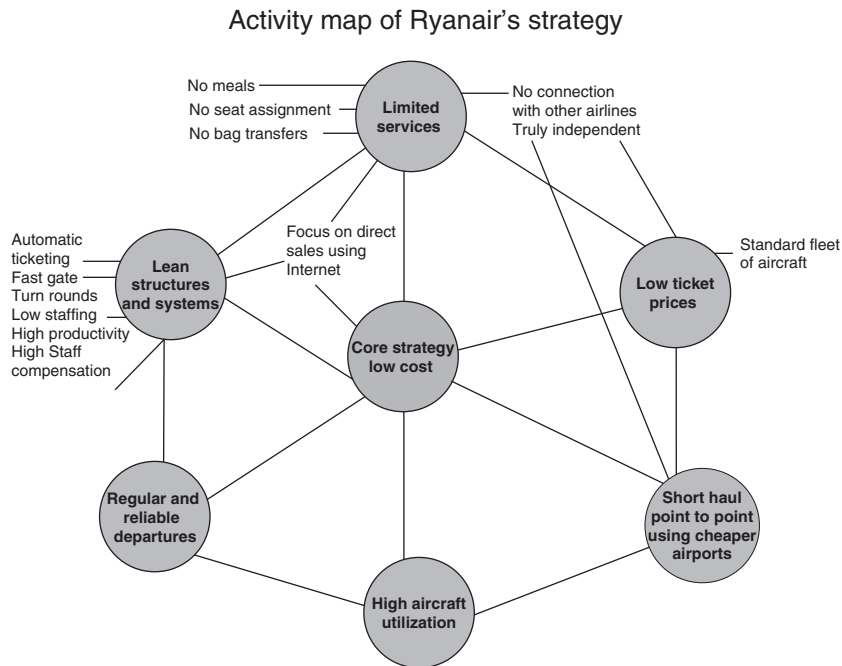 Activity map of Ryanair’s strategy
No meals
No seat assignment
No bag transfers
Limited
services
No connection
with other airlines
Truly independent
Automatic
ticketing
Fast gate
Turn rounds
Low staffing
High productivity
High Staff
compensation
Lean
structures
and systems
Focus on direct
sales using
Internet
Low ticket
prices
Standard fleet
of aircraft
Core strategy
low cost
Regular and
reliable
departures
High aircraft
utilization
Short haul
point to point
using cheaper
airports